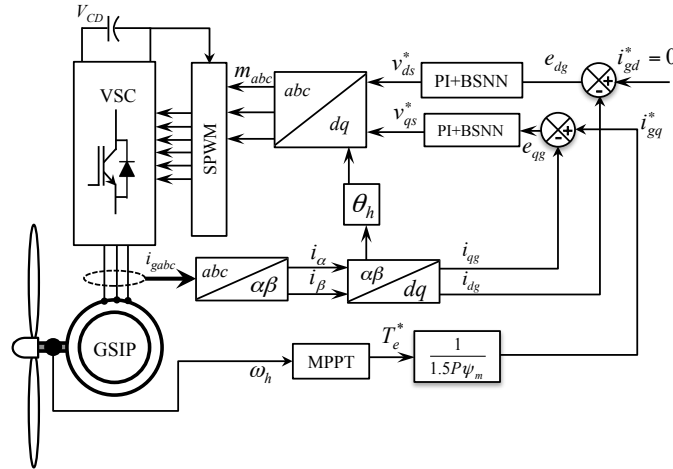 V_CD
VSC
SPWM
m_abc
abc
dq
v*_ds
PI+BSNN
e_dg
i*_gd = 0
v*_qs
PI+BSNN
e_qg
i*_gq
θ_h
i_gabc
abc
αβ
i_α
i_β
αβ
dq
i_qg
i_dg
GSIP
ω_h
MPPT
T*_e
1
1.5Pψ_m